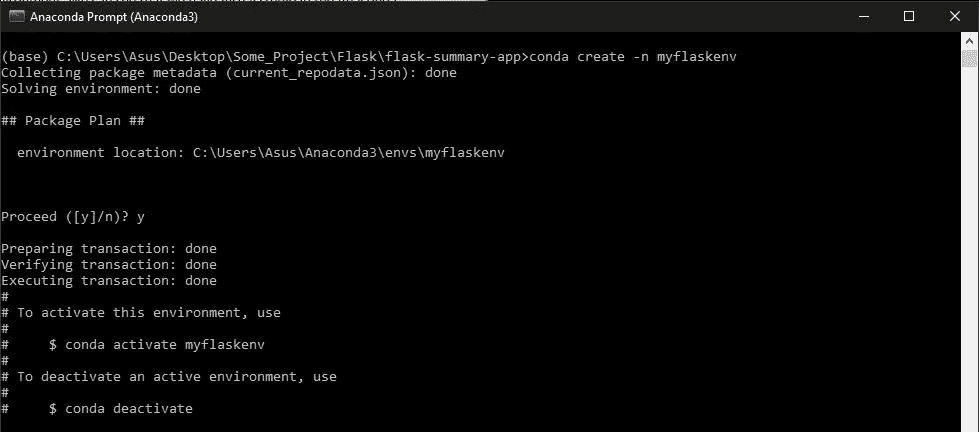 Anaconda Prompt (Anaconda3)
(base) C:\Users\Asus\Desktop\Some_Project\Flask\flask-summary-app>conda create -n myflaskenv
Collecting package metadata (current_repodata.json): done
Solving environment: done
## Package Plan ##
environment location: C:\Users\Asus\Anaconda3\envs\myflaskenv
Proceed ([y]/n)? y
Preparing transaction: done
Verifying transaction: done
Executing transaction: done
#
# To activate this environment, use
#
#     $ conda activate myflaskenv
#
# To deactivate an active environment, use
#
#     $ conda deactivate